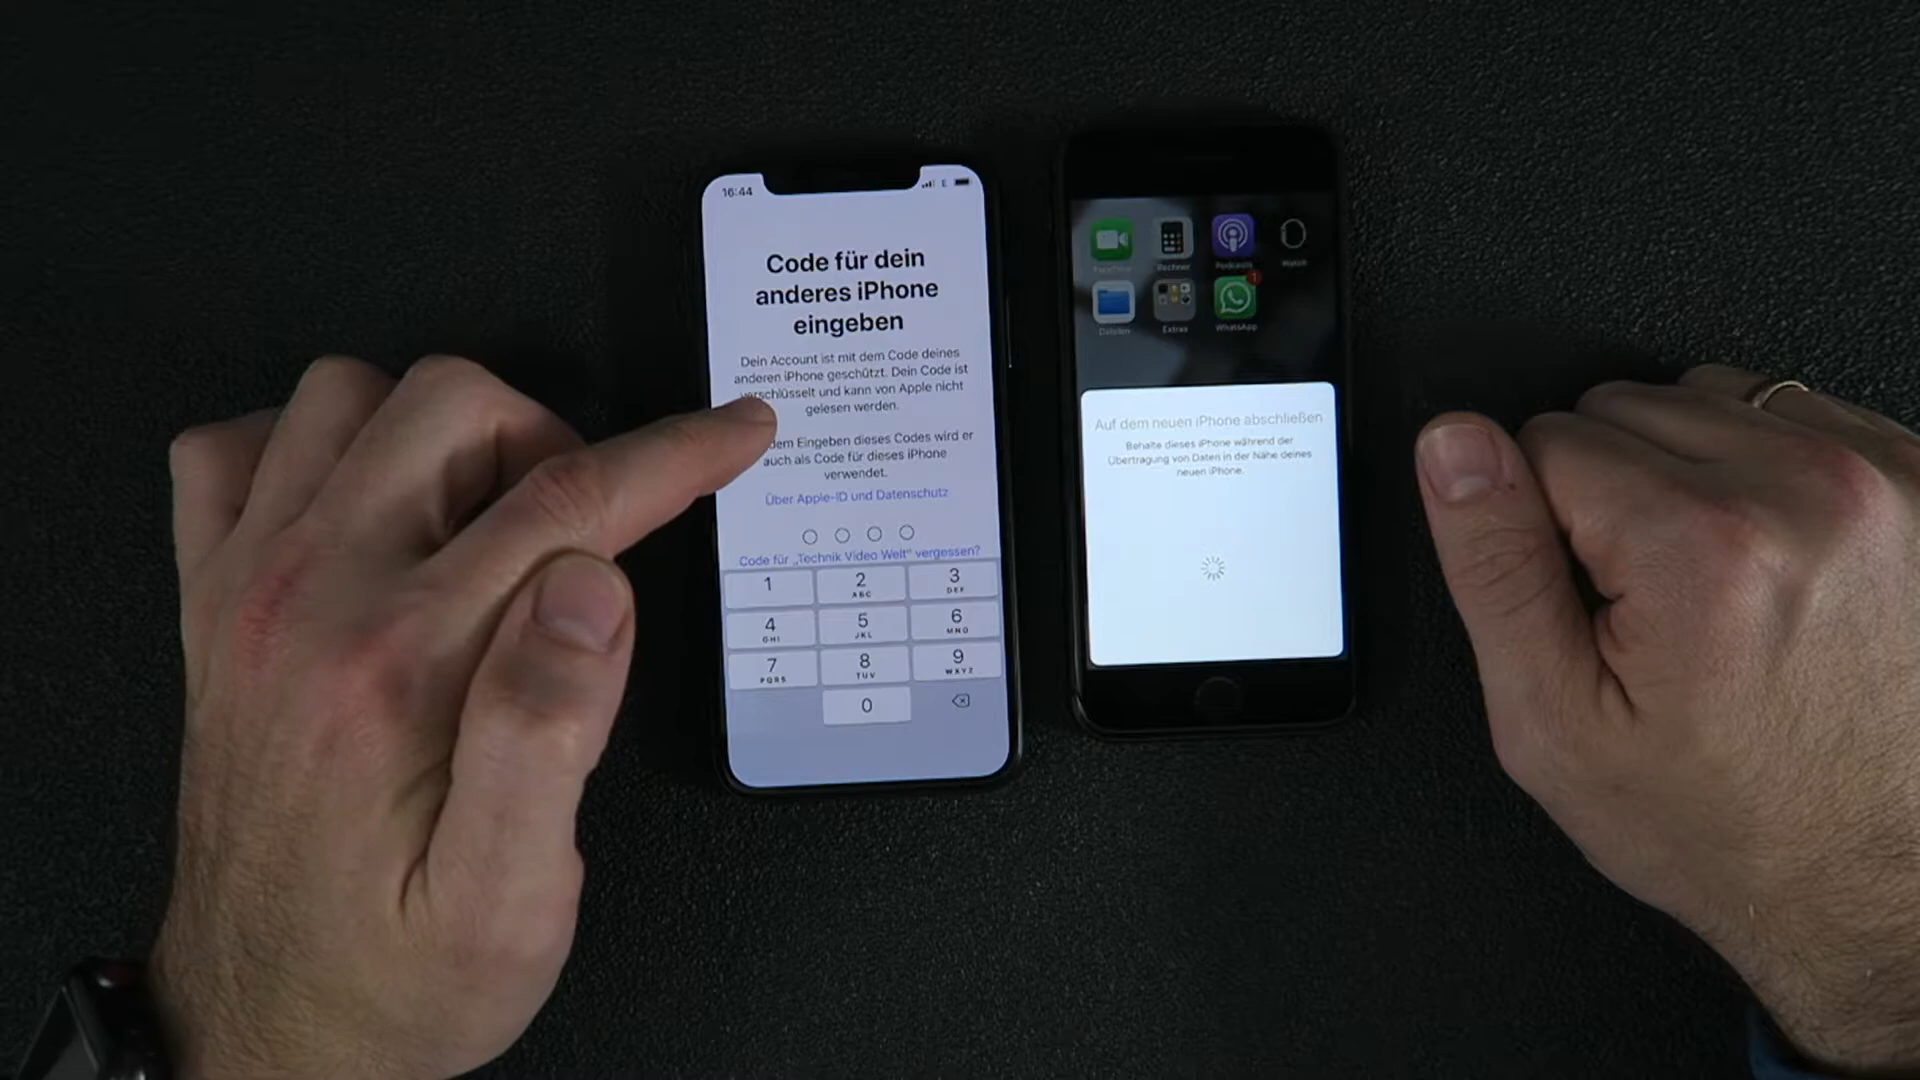 16:44
E
Code für dein
anderes iPhone
eingeben
Dein Account ist mit dem Code deines
anderen iPhone geschützt. Dein Code ist
verschlüsselt und kann von Apple nicht
gelesen werden.
dem Eingeben dieses Codes wird er
auch als Code für dieses iPhone
verwendet.
Über Apple-ID und Datenschutz
Code für „Technik Video Welt" vergessen?
1
2
ABC
3
DEF
4
GHI
5
JKL
6
MNO
7
PQRS
8
TUV
9
WXYZ
0
FaceTime
Rechner
Podcasts
Watch
1
Dateien
Extras
WhatsApp
Auf dem neuen iPhone abschließen
Behalte dieses iPhone während der
Übertragung von Daten in der Nähe deines
neuen iPhone.